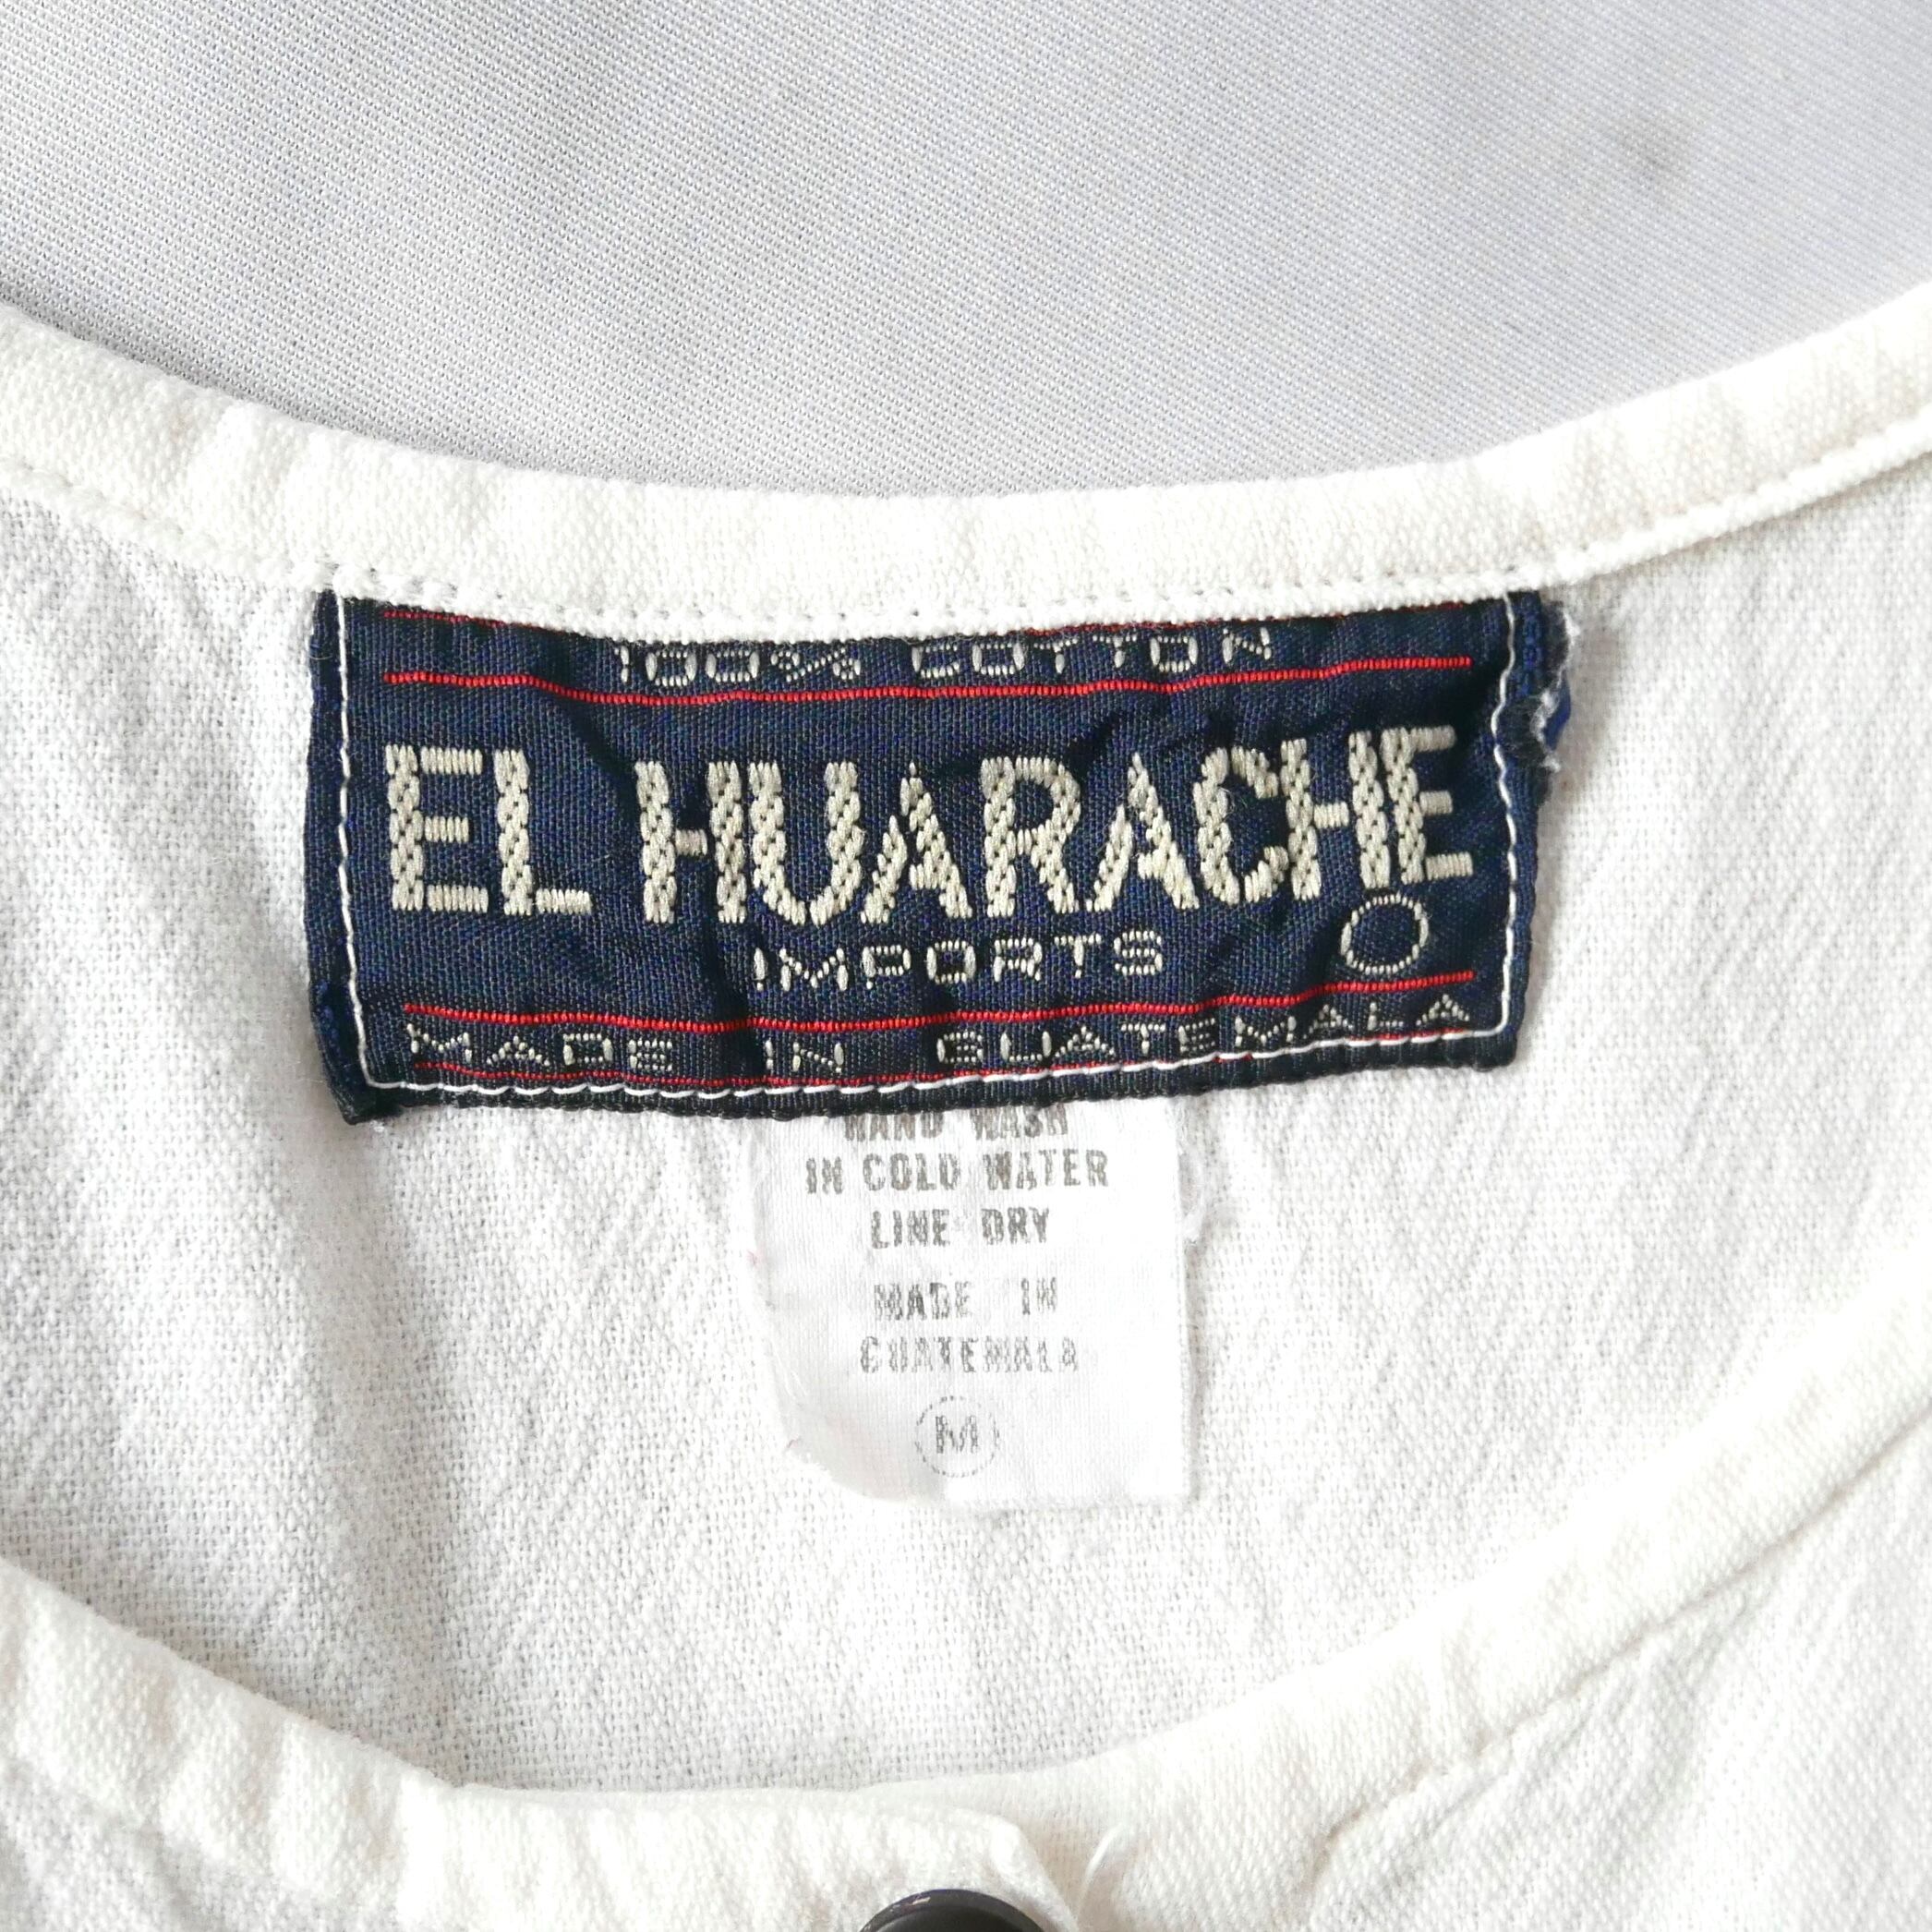 100% COTTON
EL HUARACHE
IMPORTS
MADE IN GUATEMALA
HAND WASH
IN COLD WATER
LINE DRY
MADE IN
GUATEMALA
M